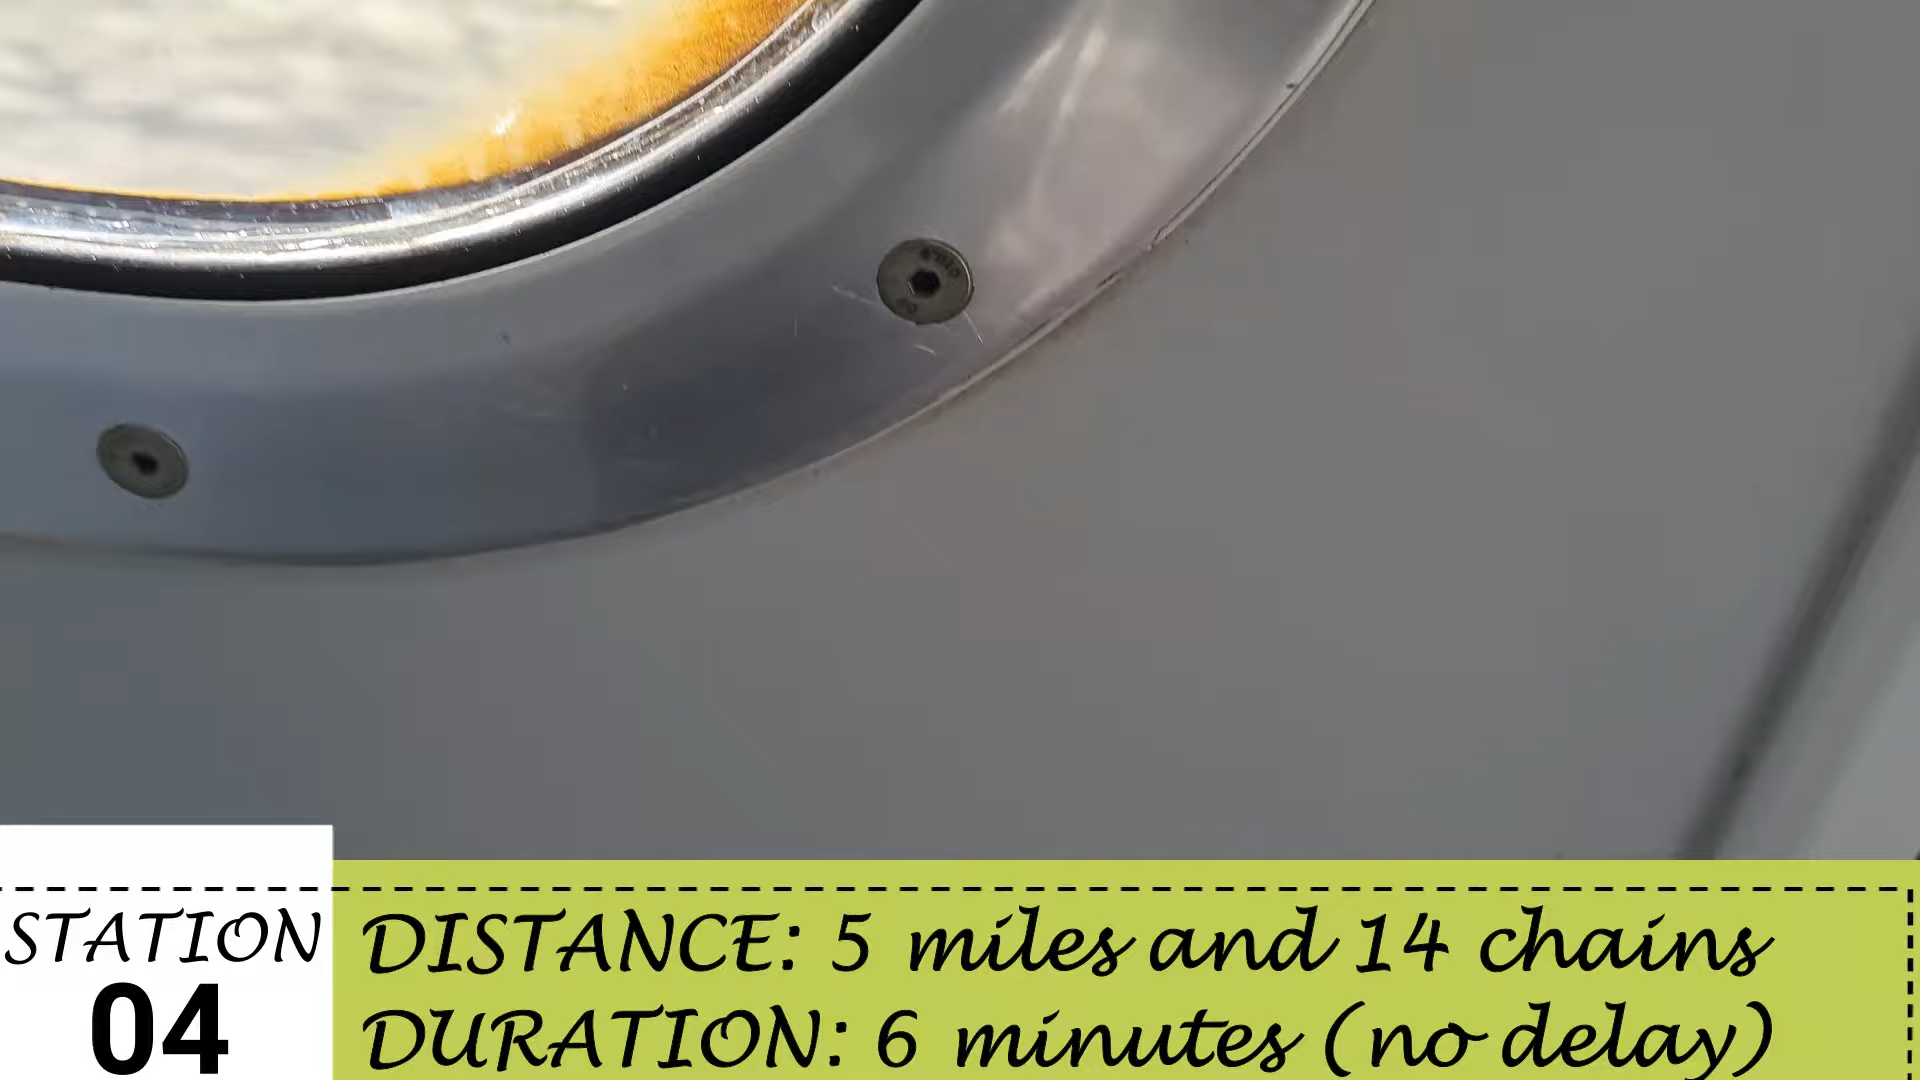 STATION
04
DISTANCE: 5 miles and 14 chains
DURATION: 6 minutes (no delay)